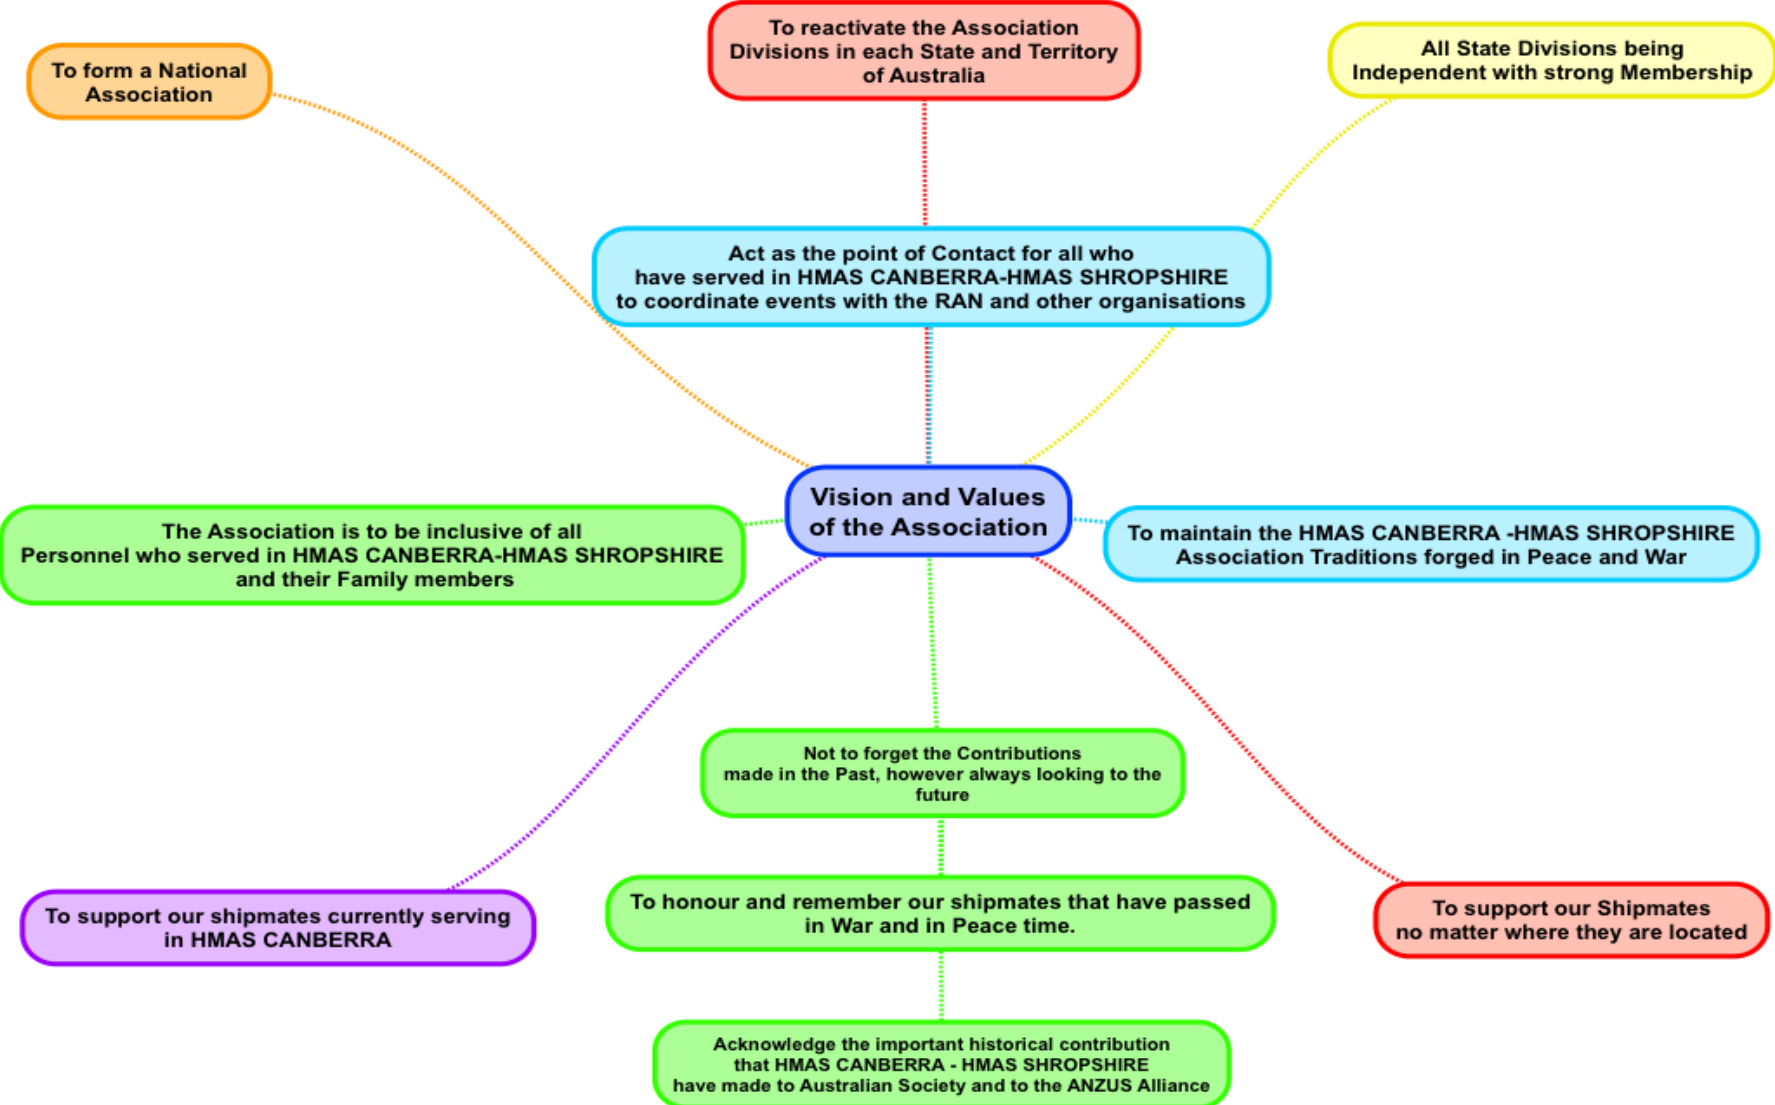 To reactivate the Association
Divisions in each State and Territory
of Australia
To form a National
Association
All State Divisions being
Independent with strong Membership
Act as the point of Contact for all who
have served in HMAS CANBERRA-HMAS SHROPSHIRE
to coordinate events with the RAN and other organisations
Vision and Values
of the Association
The Association is to be inclusive of all
Personnel who served in HMAS CANBERRA-HMAS SHROPSHIRE
and their Family members
To maintain the HMAS CANBERRA -HMAS SHROPSHIRE
Association Traditions forged in Peace and War
Not to forget the Contributions
made in the Past, however always looking to the
future
To support our shipmates currently serving
in HMAS CANBERRA
To honour and remember our shipmates that have passed
in War and in Peace time.
To support our Shipmates
no matter where they are located
Acknowledge the important historical contribution
that HMAS CANBERRA - HMAS SHROPSHIRE
have made to Australian Society and to the ANZUS Alliance